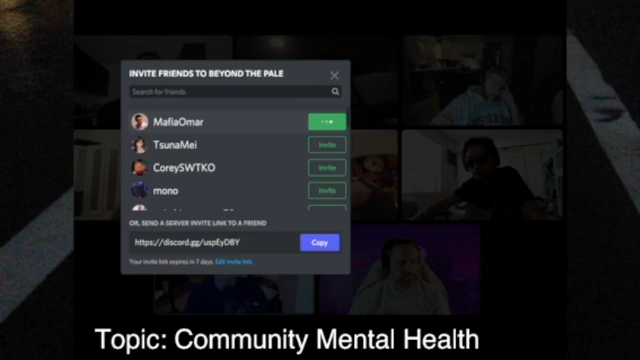 INVITE FRIENDS TO BEYOND THE PALE
Search for friends
MafiaOmar
TsunaMei
Invite
CoreySWTKO
Invite
mono
Invite
OR, SEND A SERVER INVITE LINK TO A FRIEND
https://discord.gg/uspEyDBY
Copy
Your invite link expires in 7 days. Edit invite link.
Topic: Community Mental Health